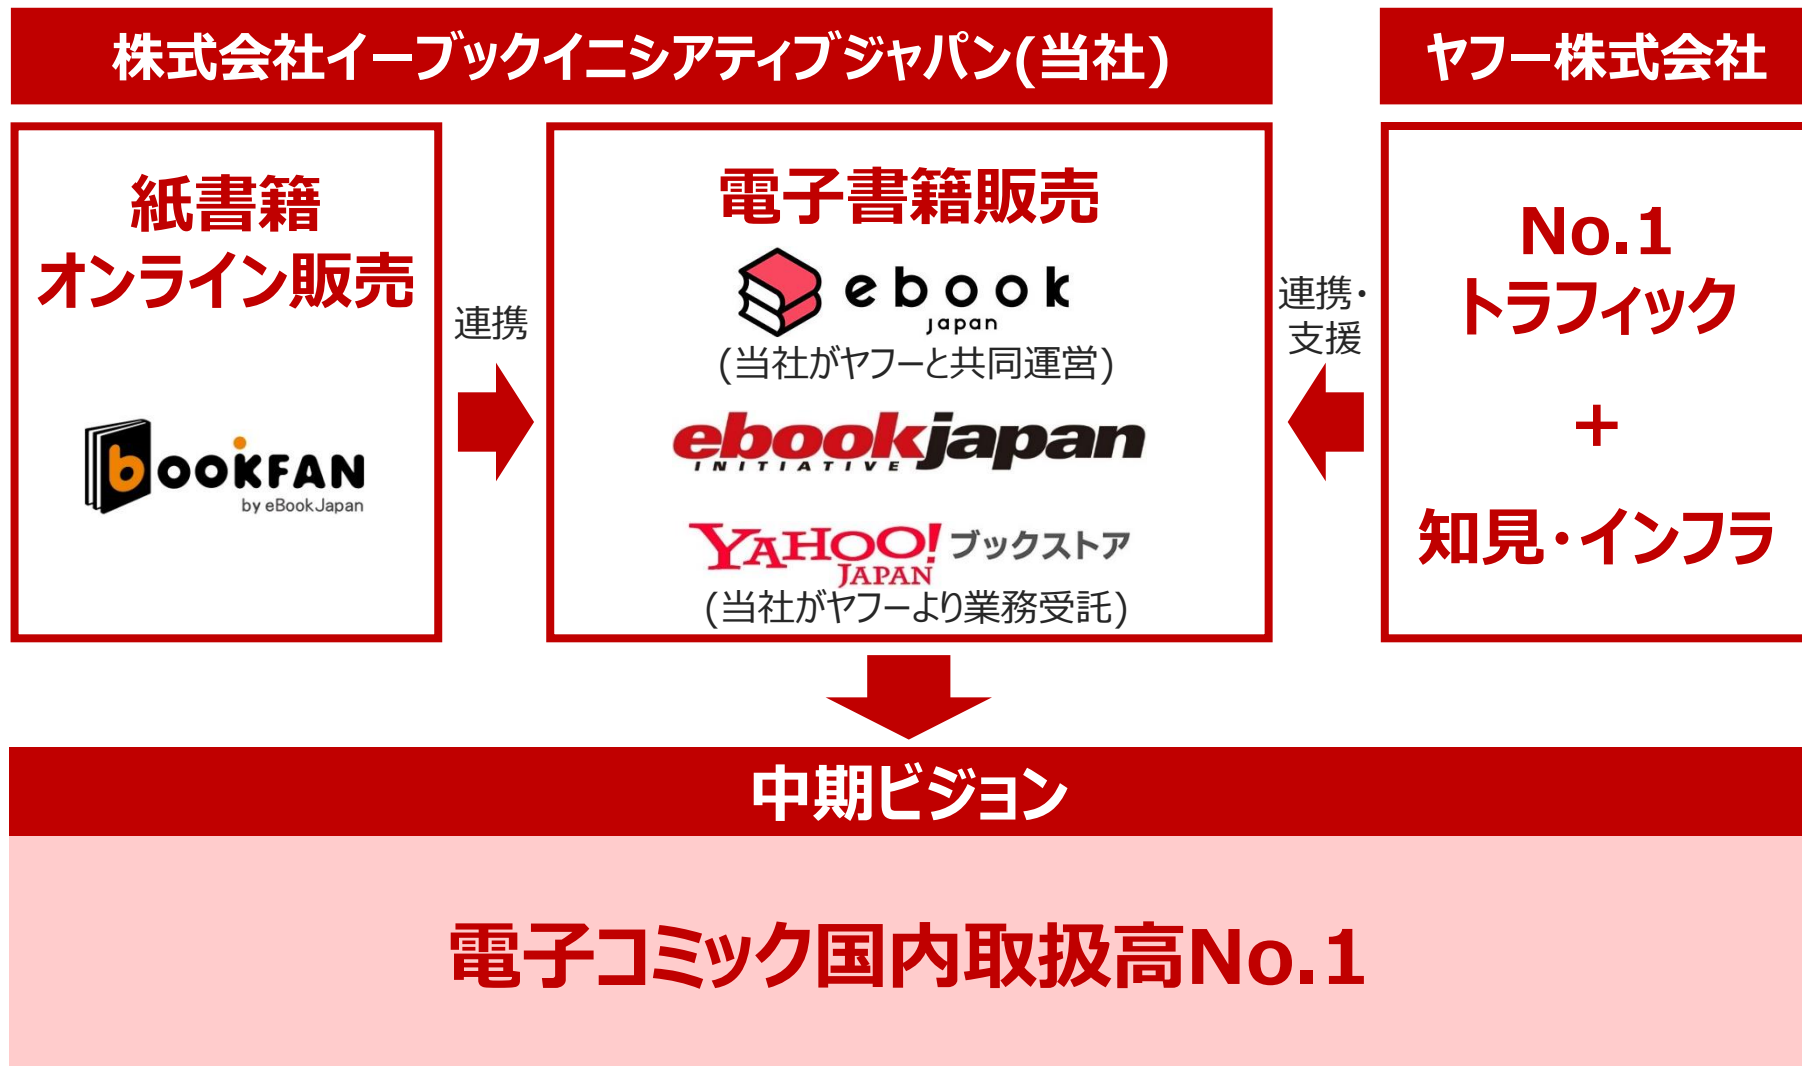 株式会社イーブックイニシアティブジャパン(当社)
ヤフー株式会社
紙書籍
オンライン販売
bookFAN
by eBookJapan
連携
電子書籍販売
ebook
japan
(当社がヤフーと共同運営)
ebookjapan
INITIATIVE
YAHOO! ブックストア
JAPAN
(当社がヤフーより業務受託)
連携・
支援
No.1
トラフィック
+
知見・インフラ
中期ビジョン
電子コミック国内取扱高No.1